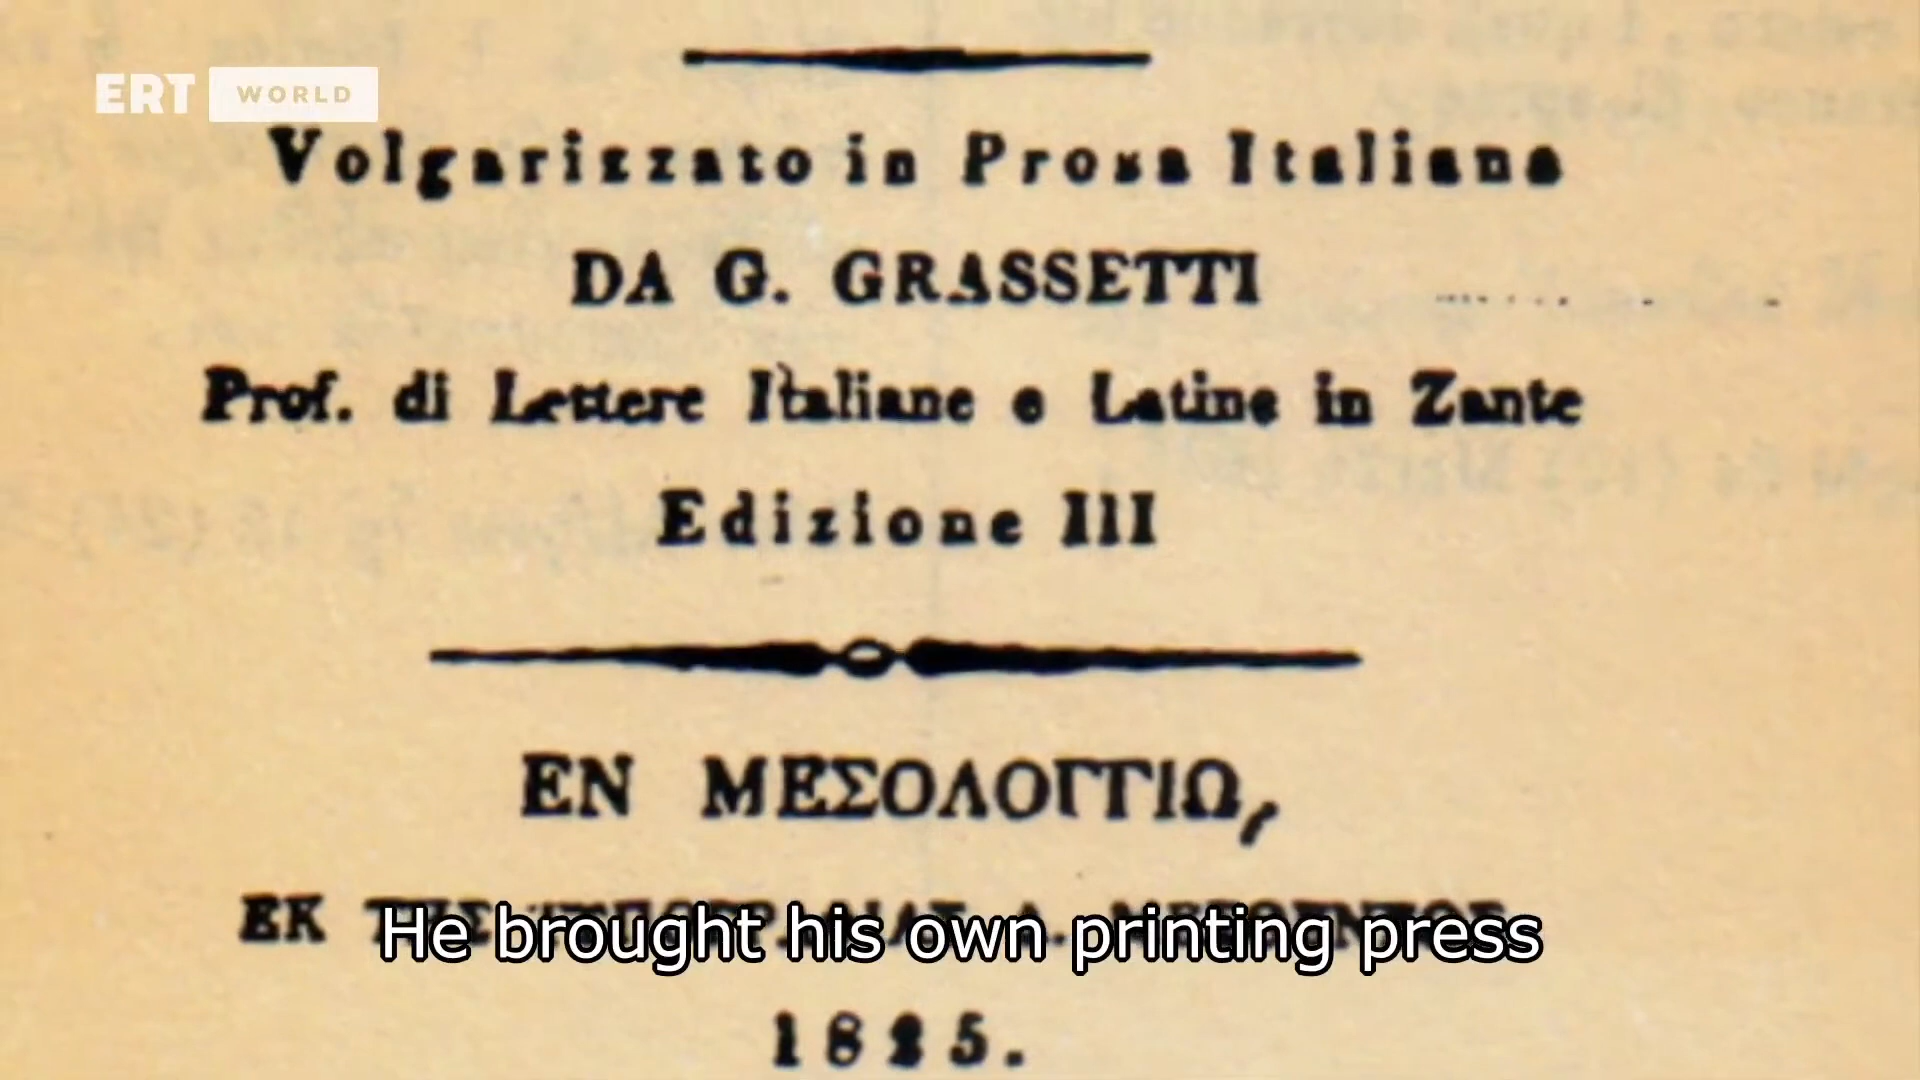 ERT WORLD
Volgarizzato in Prosa Italiana
DA G. GRASSETTI
Prof. di Lettere Italiane e Latine in Zante
Edizione III
ΕΝ ΜΕΣΟΛΟΓΓΙΩ,
ΕΚ ΤΗΣ
He brought his own printing press
1825.